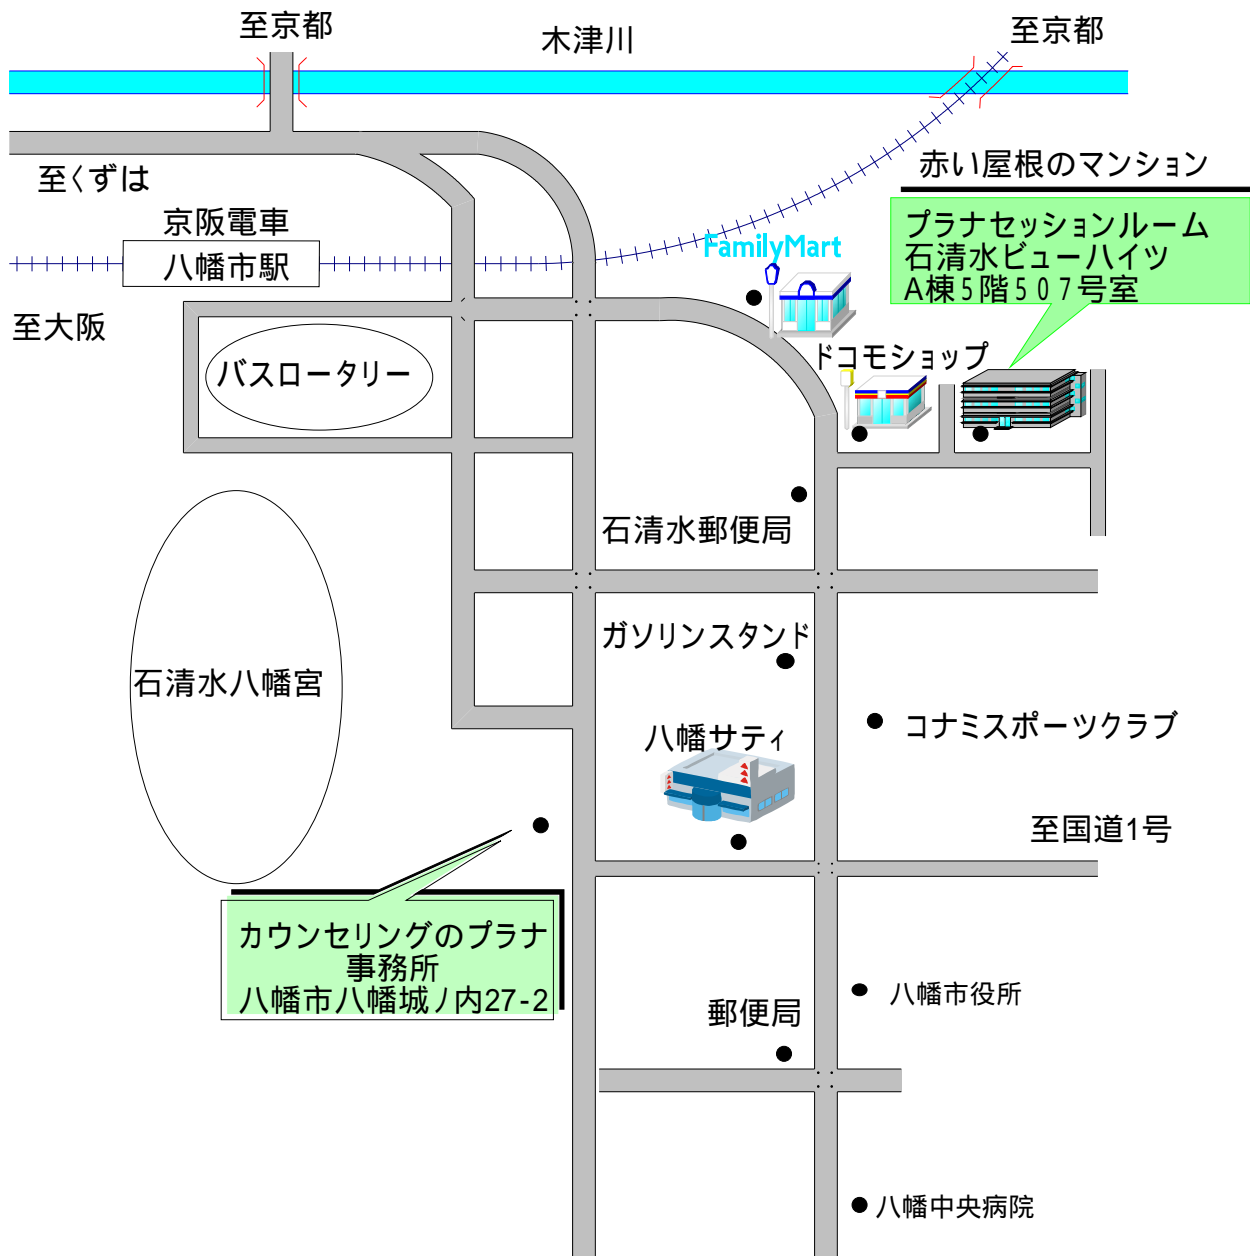 至京都
木津川
至京都
至くずは
赤い屋根のマンション
京阪電車
八幡市駅
FamilyMart
プラナセッションルーム
石清水ビューハイツ
A棟5階507号室
至大阪
バスロータリー
ドコモショップ
石清水郵便局
ガソリンスタンド
石清水八幡宮
八幡サティ
コナミスポーツクラブ
至国道1号
カウンセリングのプラナ
事務所
八幡市八幡城ノ内27-2
八幡市役所
郵便局
八幡中央病院